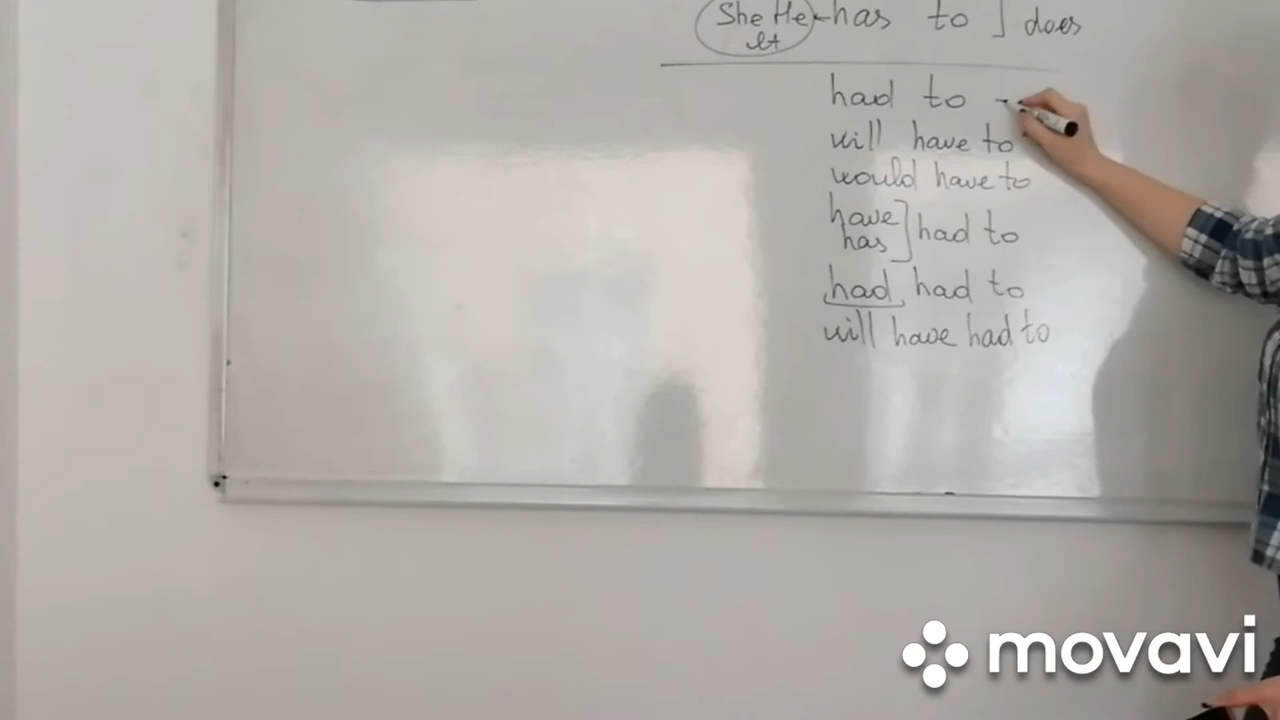 She He has to ] does
It
had to -
will have to
would have to
have
has ] had to
had had to
will have had to
movavi